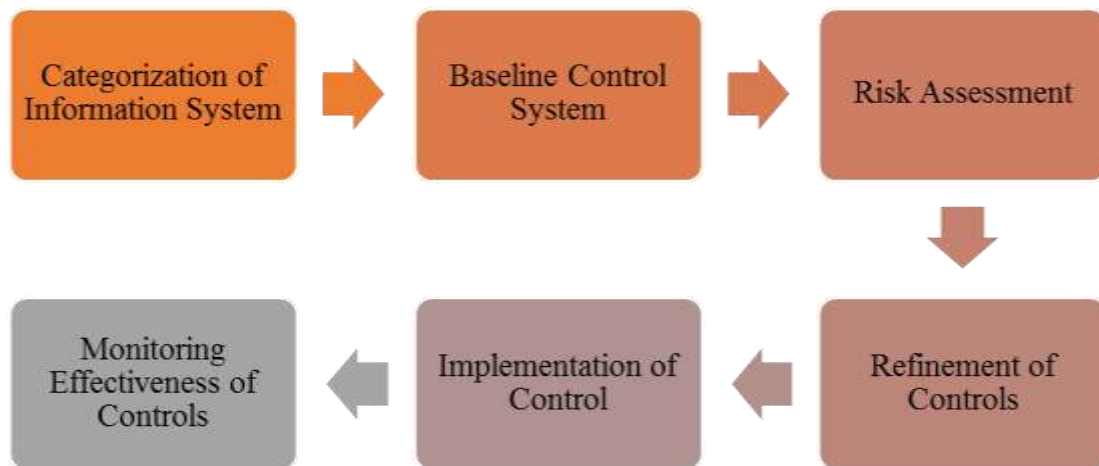 Categorization of
Information System
Baseline Control
System
Risk Assessment
Refinement of
Controls
Implementation of
Control
Monitoring
Effectiveness of
Controls